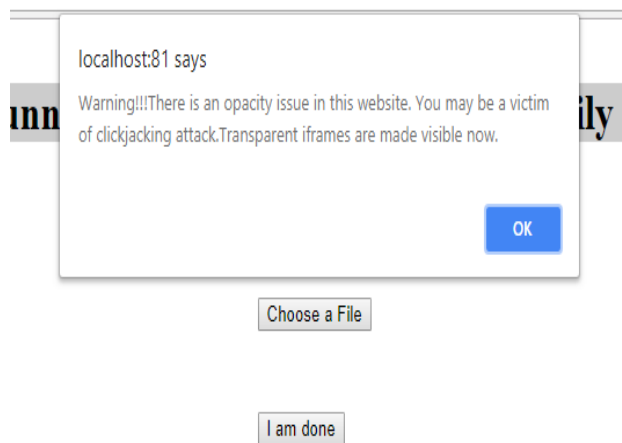 localhost:81 says
Warning!!!There is an opacity issue in this website. You may be a victim
of clickjacking attack.Transparent iframes are made visible now.
OK
Choose a File
I am done